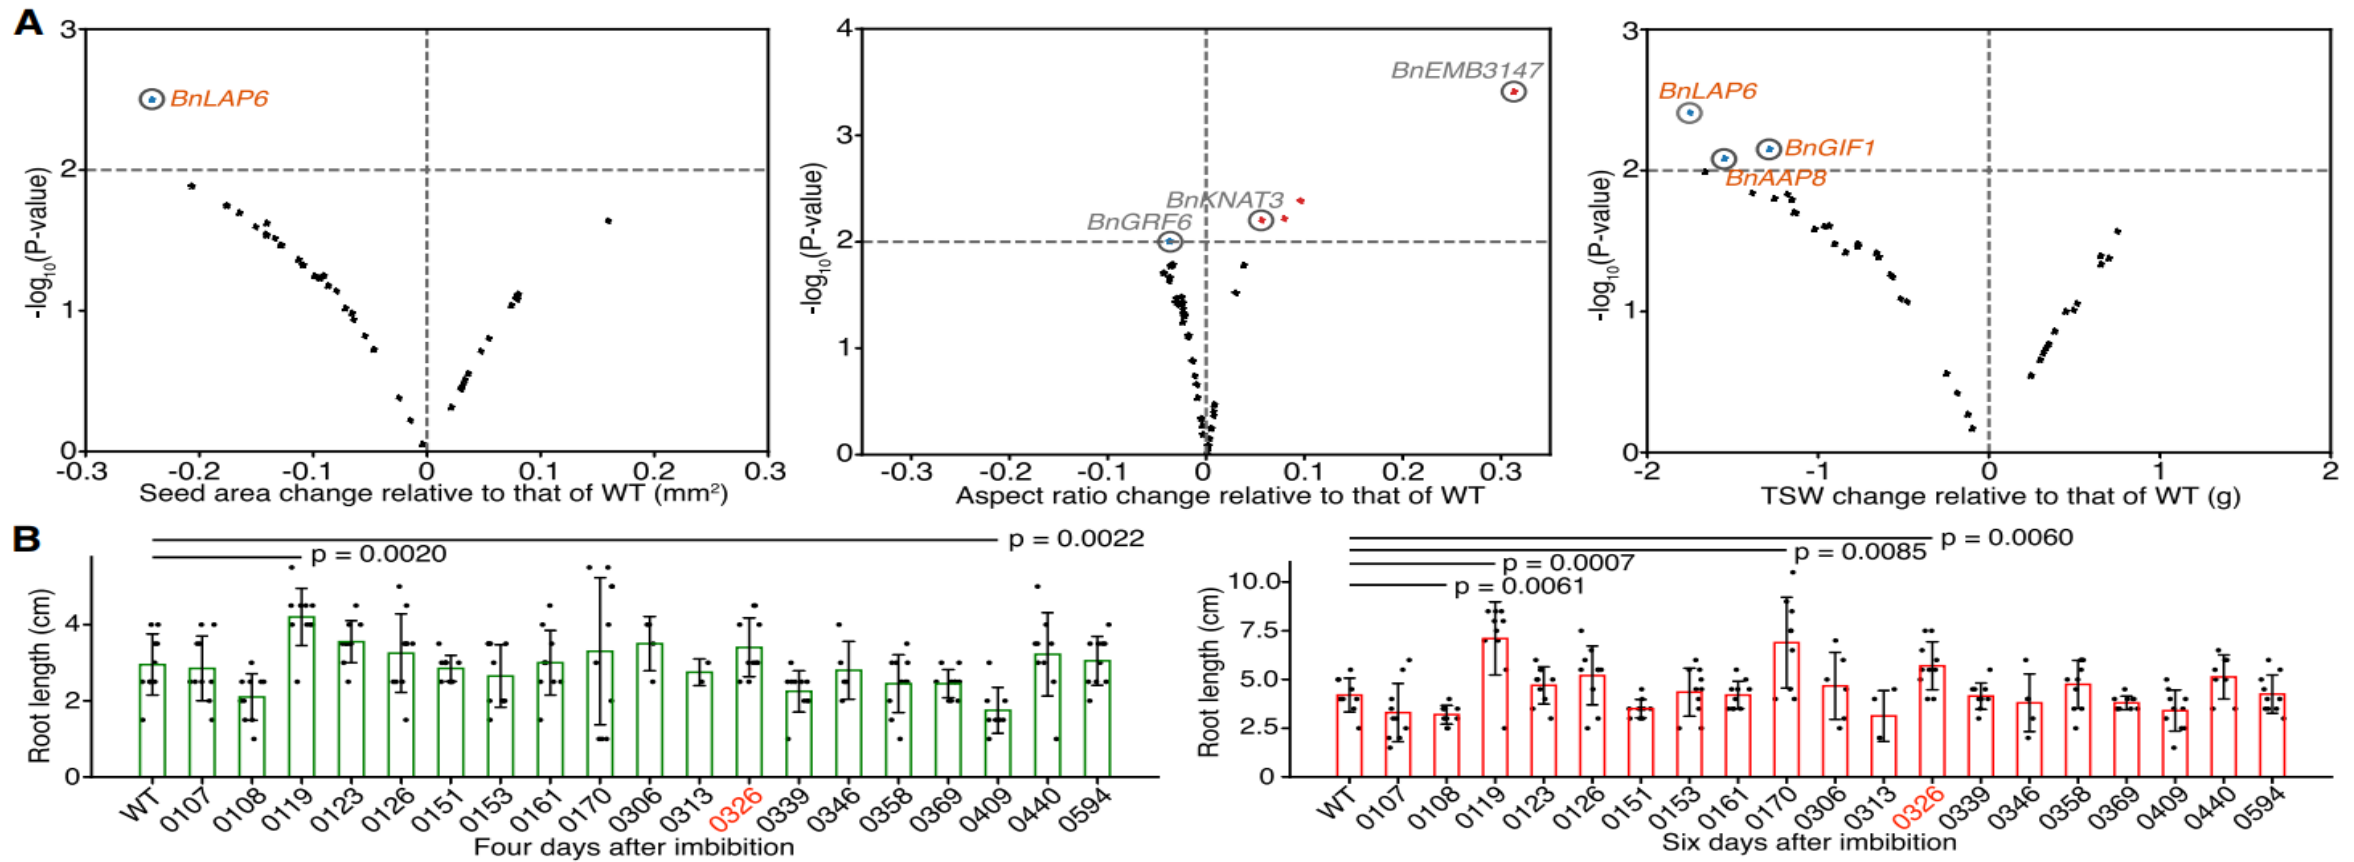 A
3
2
1
0
-log10(P-value)
BnLAP6
-0.3 -0.2 -0.1 0 0.1 0.2 0.3
Seed area change relative to that of WT (mm²)
4
3
2
1
0
-log10(P-value)
BnEMB3147
BnKNAT3
BnGRF6
-0.3 -0.2 -0.1 0 0.1 0.2 0.3
Aspect ratio change relative to that of WT
3
2
1
0
-log10(P-value)
BnLAP6
BnGIF1
BnAAP8
-2 -1 0 1 2
TSW change relative to that of WT (g)
B
p = 0.0022
p = 0.0020
4
2
0
Root length (cm)
WT 0107 0108 0119 0123 0126 0151 0153 0161 0170 0306 0313 0326 0339 0346 0358 0369 0409 0440 0594
Four days after imbibition
p = 0.0060
p = 0.0085
p = 0.0007
p = 0.0061
10.0
7.5
5.0
2.5
0
Root length (cm)
WT 0107 0108 0119 0123 0126 0151 0153 0161 0170 0306 0313 0326 0339 0346 0358 0369 0409 0440 0594
Six days after imbibition